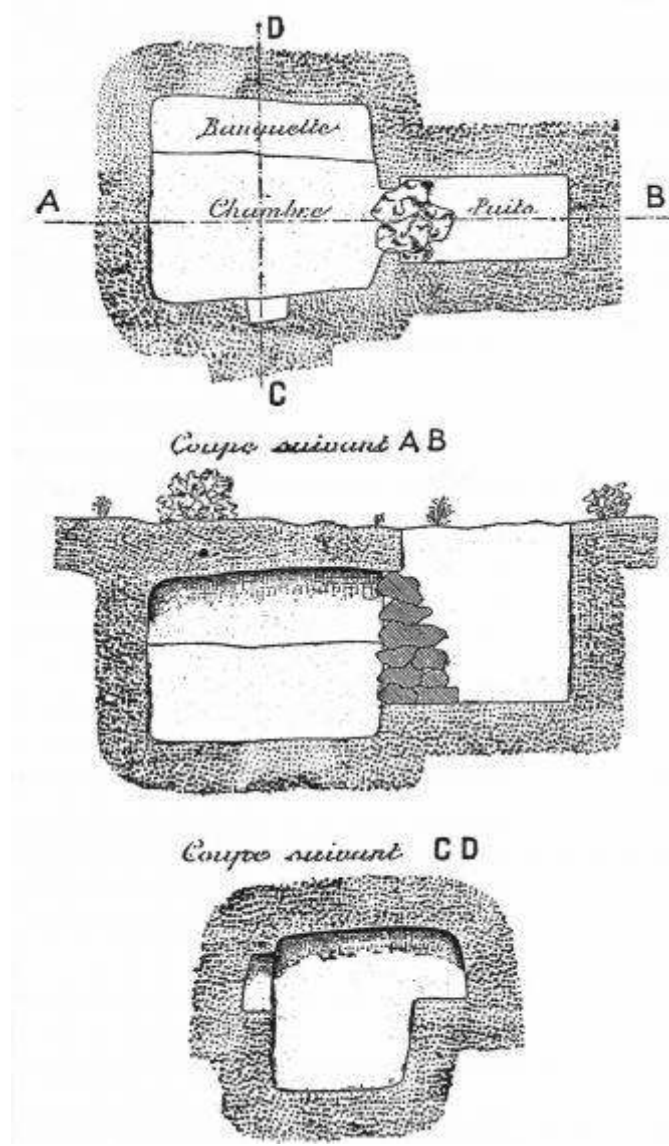 D
Banquette
A Chambre Puits B
C
Coupe suivant A B
Coupe suivant C D